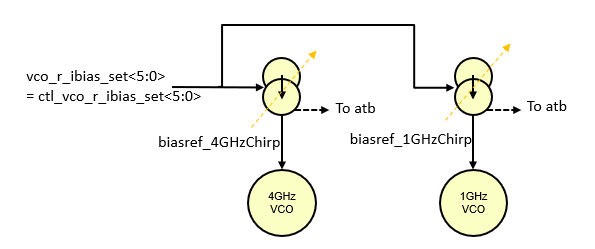 vco_r_ibias_set<5:0>
= ctl_vco_r_ibias_set<5:0>
To atb
To atb
biasref_4GHzChirp
biasref_1GHzChirp
4GHz
VCO
1GHz
VCO